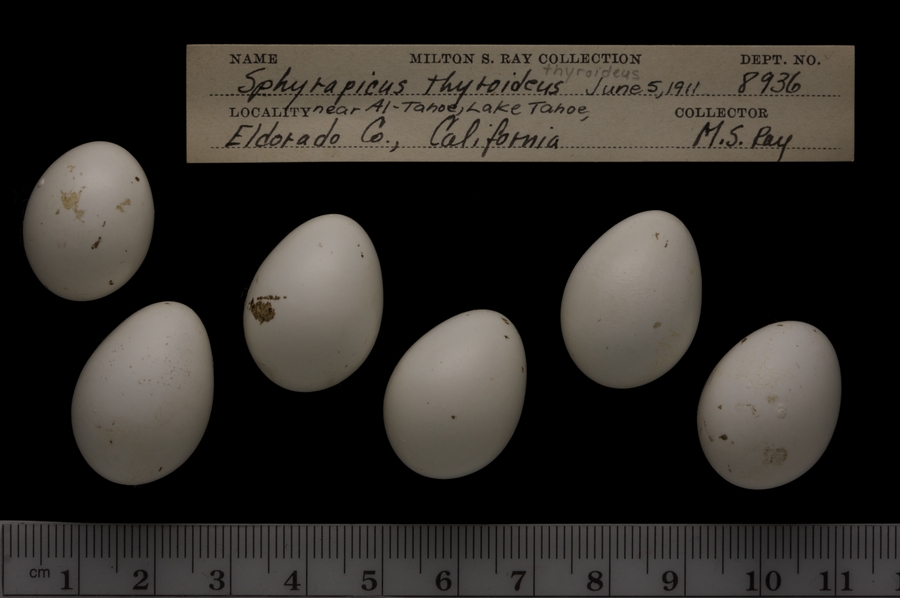 NAME MILTON S. RAY COLLECTION DEPT. NO.
thyroideus
Sphyrapicus thyroideus June 5, 1911 8936
LOCALITY near Al-Tahoe, Lake Tahoe, COLLECTOR
Eldorado Co., California M.S. Ray
cm 1 2 3 4 5 6 7 8 9 10 11